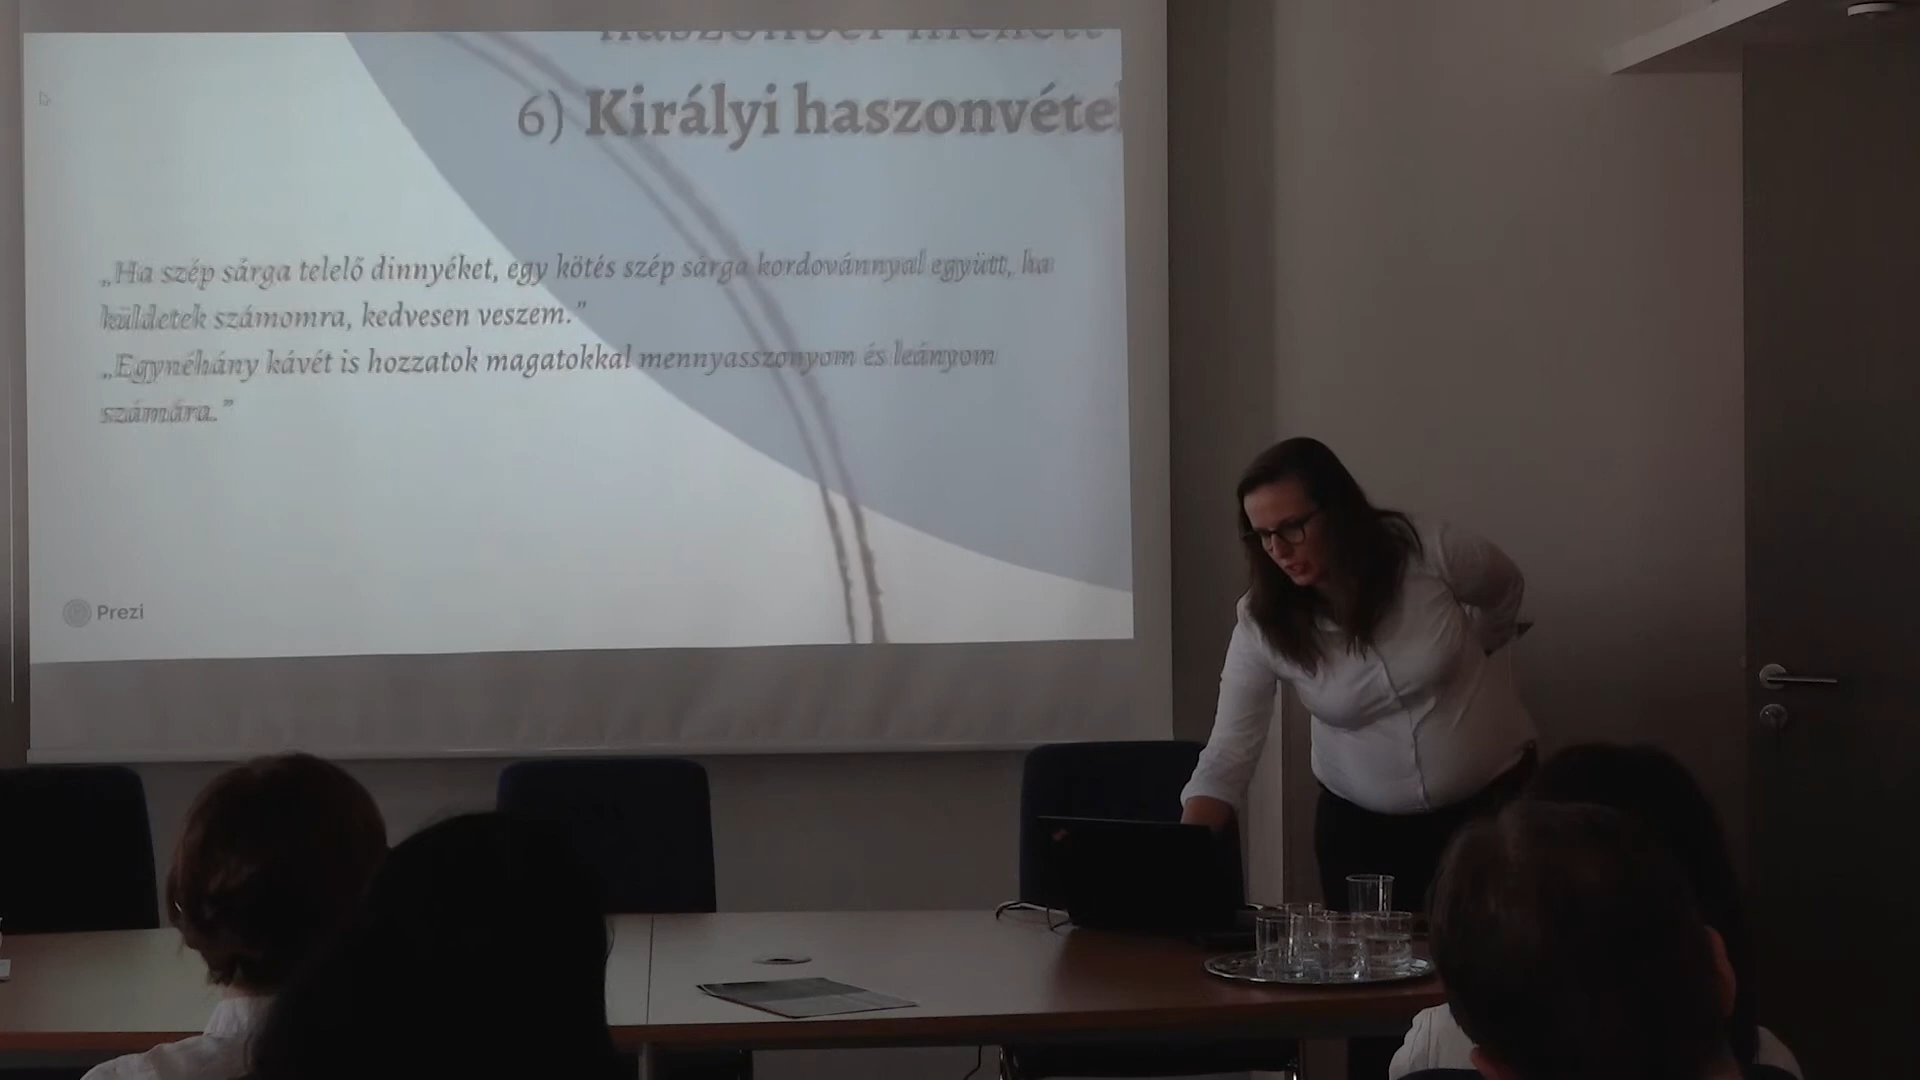 6) Királyi haszonvétel
„Ha szép sárga telelő dinnyéket, egy kötés szép sárga kordovánnyal együtt, ha
küldetek számomra, kedvesen veszem.”
„Egynéhány kávét is hozzatok magatokkal mennyasszonyom és leányom
számára.”
Prezi